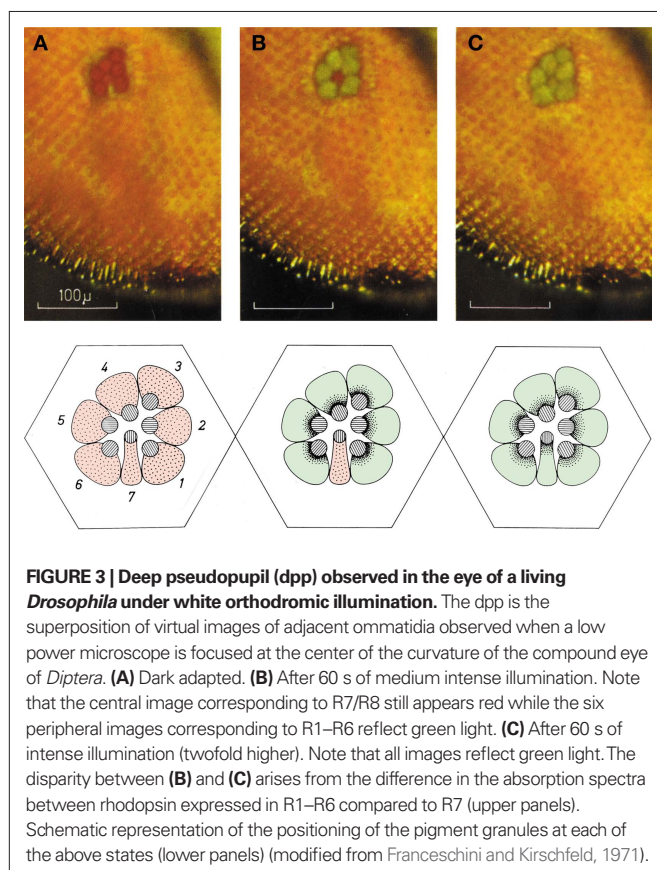 A
B
C
100µ
4
3
5
2
6
7
1
FIGURE 3 | Deep pseudopupil (dpp) observed in the eye of a living
Drosophila under white orthodromic illumination. The dpp is the
superposition of virtual images of adjacent ommatidia observed when a low
power microscope is focused at the center of the curvature of the compound eye
of Diptera. (A) Dark adapted. (B) After 60 s of medium intense illumination. Note
that the central image corresponding to R7/R8 still appears red while the six
peripheral images corresponding to R1–R6 reflect green light. (C) After 60 s of
intense illumination (twofold higher). Note that all images reflect green light. The
disparity between (B) and (C) arises from the difference in the absorption spectra
between rhodopsin expressed in R1–R6 compared to R7 (upper panels).
Schematic representation of the positioning of the pigment granules at each of
the above states (lower panels) (modified from Franceschini and Kirschfeld, 1971).